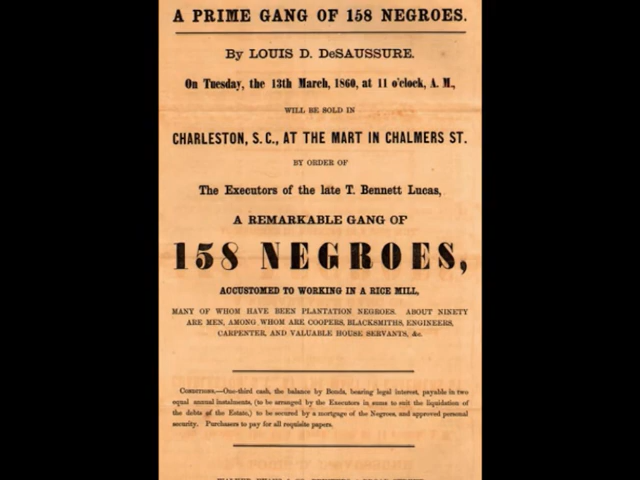 A PRIME GANG OF 158 NEGROES.
By LOUIS D. DeSAUSSURE.
On Tuesday, the 13th March, 1860, at 11 o'clock, A. M.,
WILL BE SOLD IN
CHARLESTON, S. C., AT THE MART IN CHALMERS ST.
BY ORDER OF
The Executors of the late T. Bennett Lucas,
A REMARKABLE GANG OF
158 NEGROES,
ACCUSTOMED TO WORKING IN A RICE MILL,
MANY OF WHOM HAVE BEEN PLANTATION NEGROES. ABOUT NINETY
ARE MEN, AMONG WHOM ARE COOPERS, BLACKSMITHS, ENGINEERS,
CARPENTER, AND VALUABLE HOUSE SERVANTS, &c.
CONDITIONS.—One-third cash, the balance by Bonds, bearing legal interest, payable in two
equal annual instalments, (to be arranged by the Executors in sums to suit the liquidation of
the debts of the Estate,) to be secured by a mortgage of the Negroes, and approved personal
security. Purchasers to pay for all requisite papers.